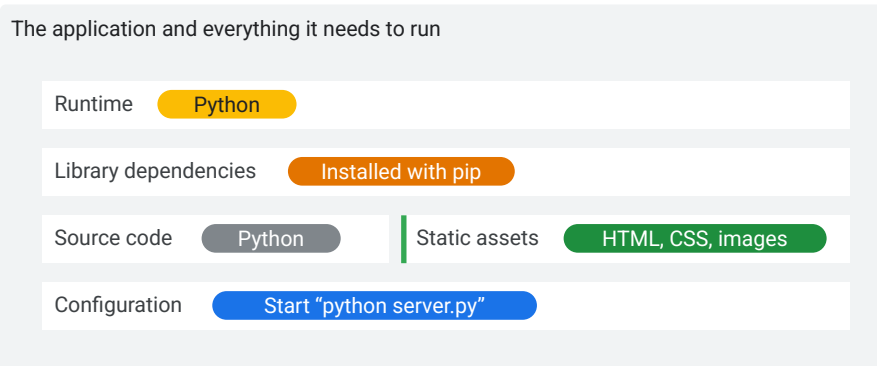 The application and everything it needs to run
Runtime Python
Library dependencies Installed with pip
Source code Python Static assets HTML, CSS, images
Configuration Start “python server.py”